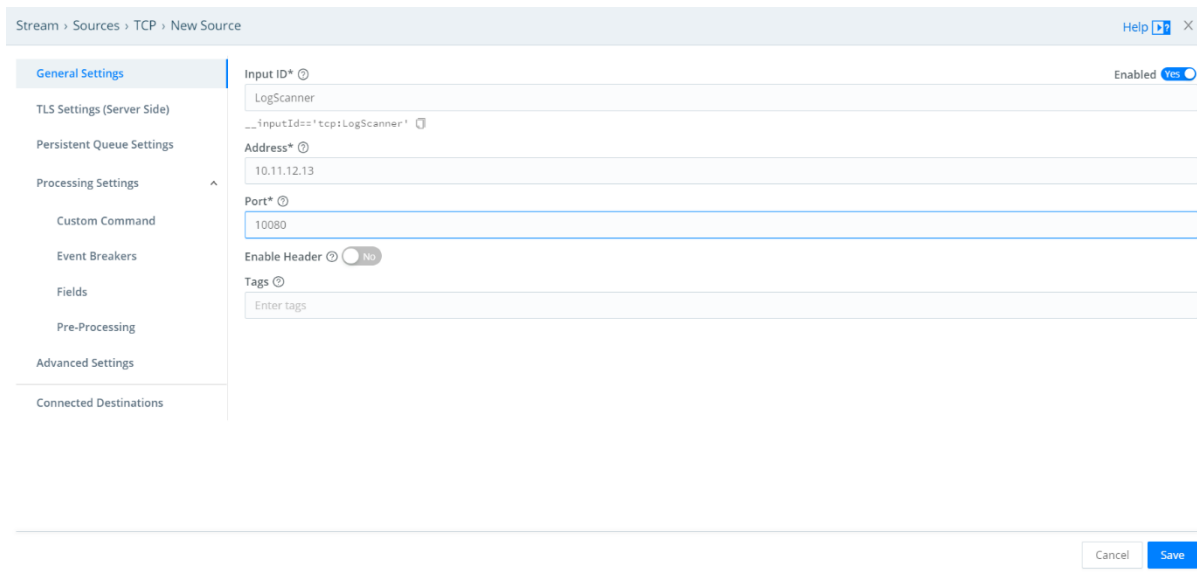 Stream › Sources › TCP › New Source
Help
General Settings
TLS Settings (Server Side)
Persistent Queue Settings
Processing Settings
Custom Command
Event Breakers
Fields
Pre-Processing
Advanced Settings
Connected Destinations
Input ID*
Enabled Yes
LogScanner
__inputId=='tcp:LogScanner'
Address*
10.11.12.13
Port*
10080
Enable Header No
Tags
Enter tags
Cancel Save